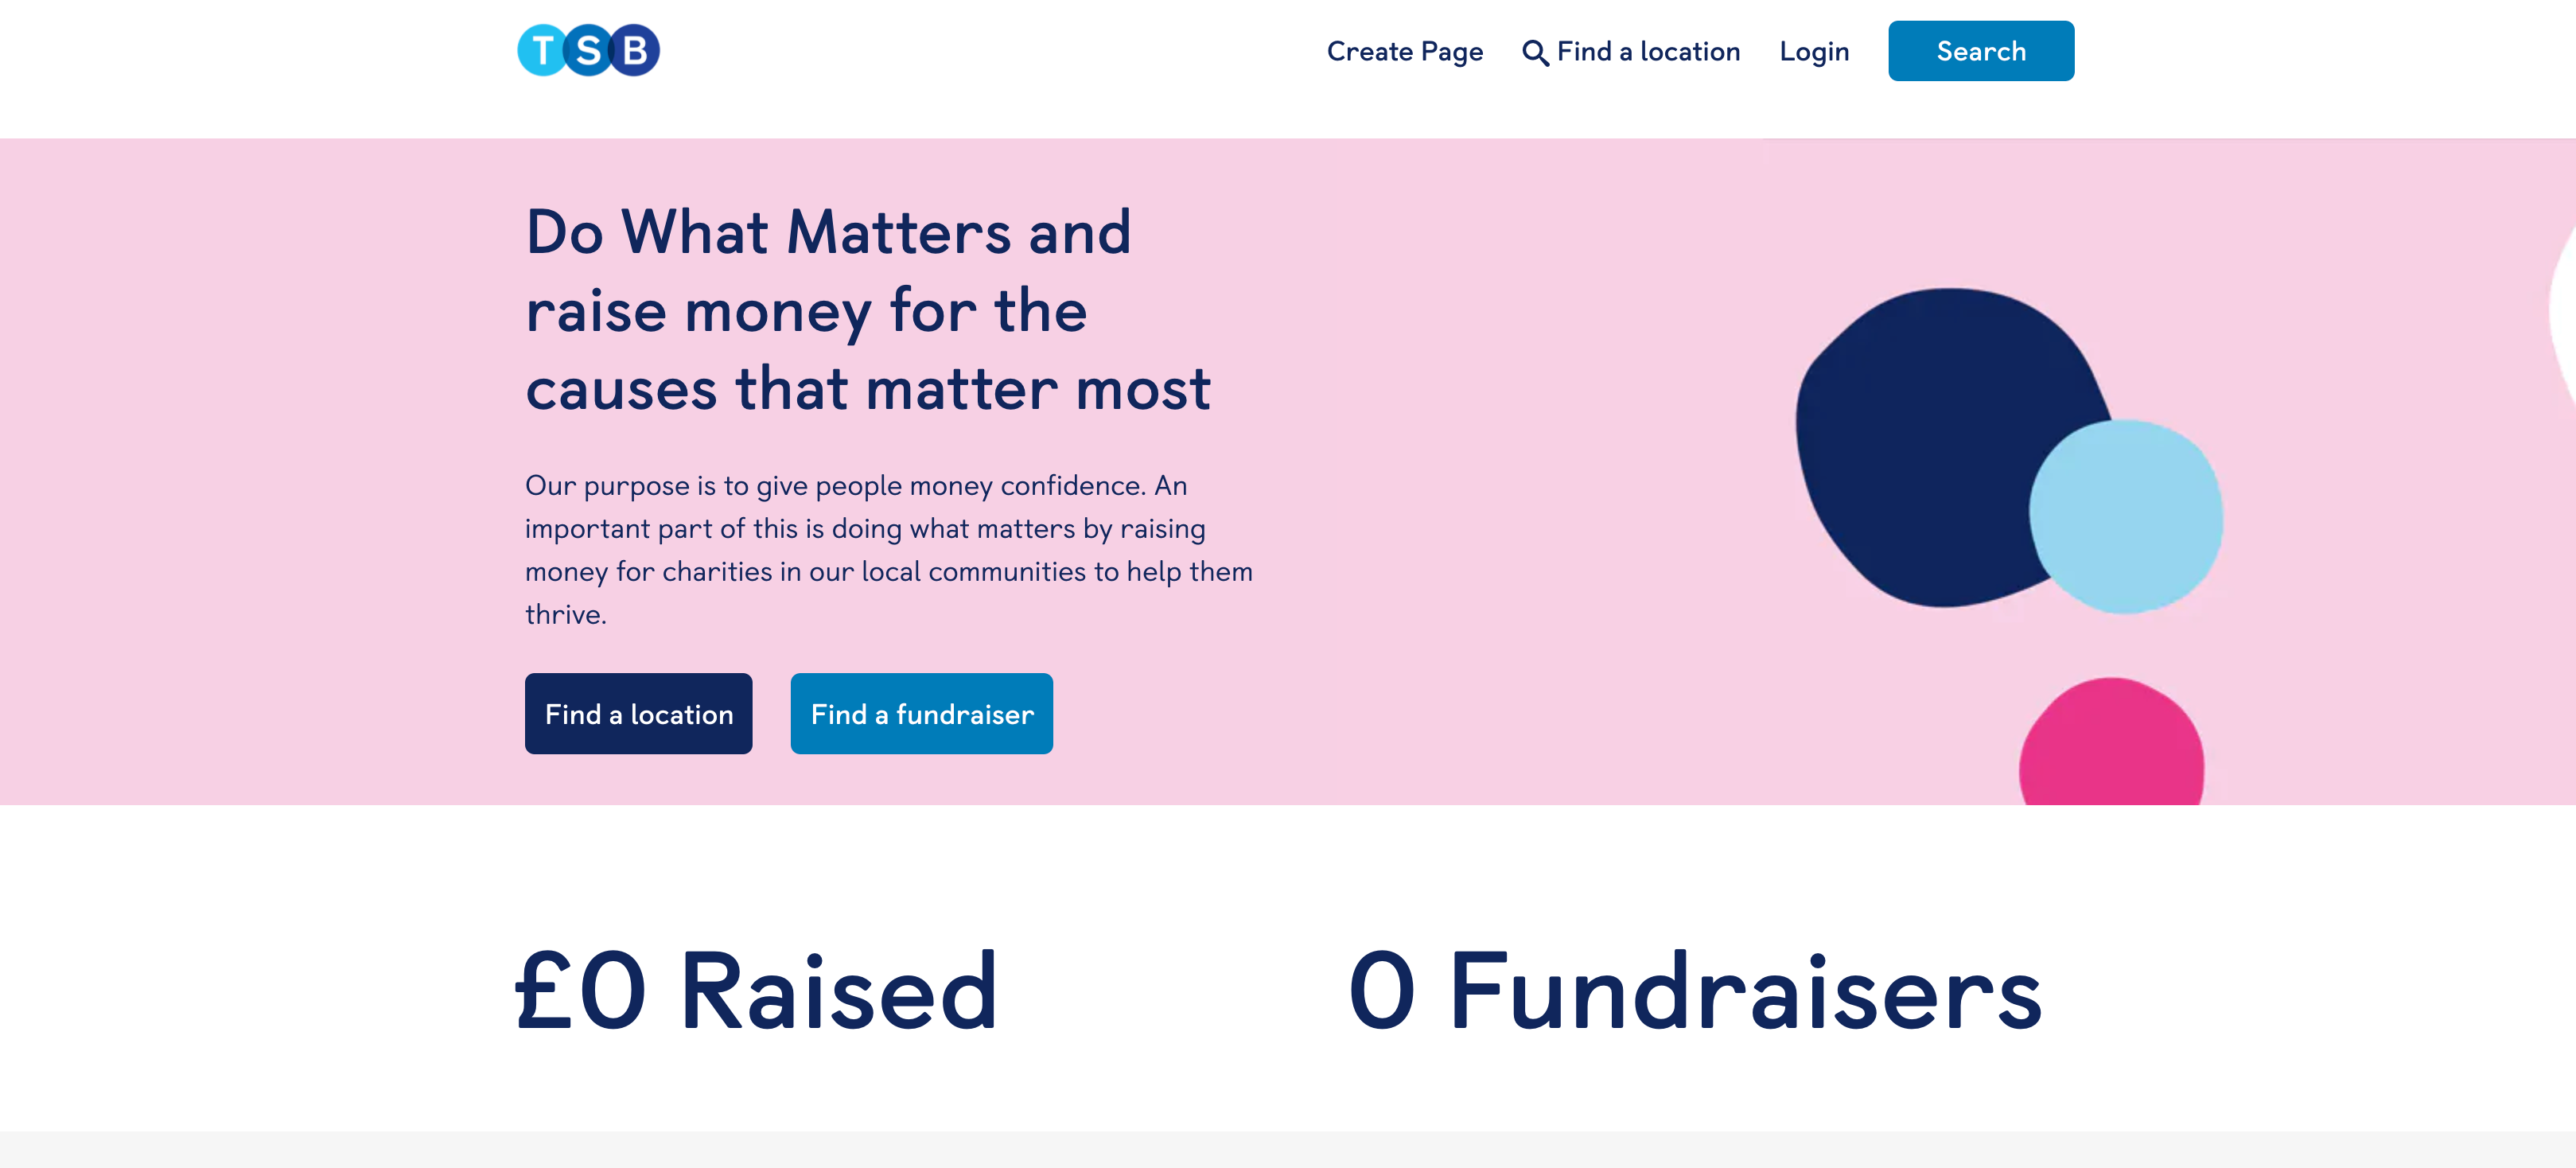 TSB
Create Page
Find a location
Login
Search
Do What Matters and
raise money for the
causes that matter most
Our purpose is to give people money confidence. An
important part of this is doing what matters by raising
money for charities in our local communities to help them
thrive.
Find a location
Find a fundraiser
£0 Raised
0 Fundraisers